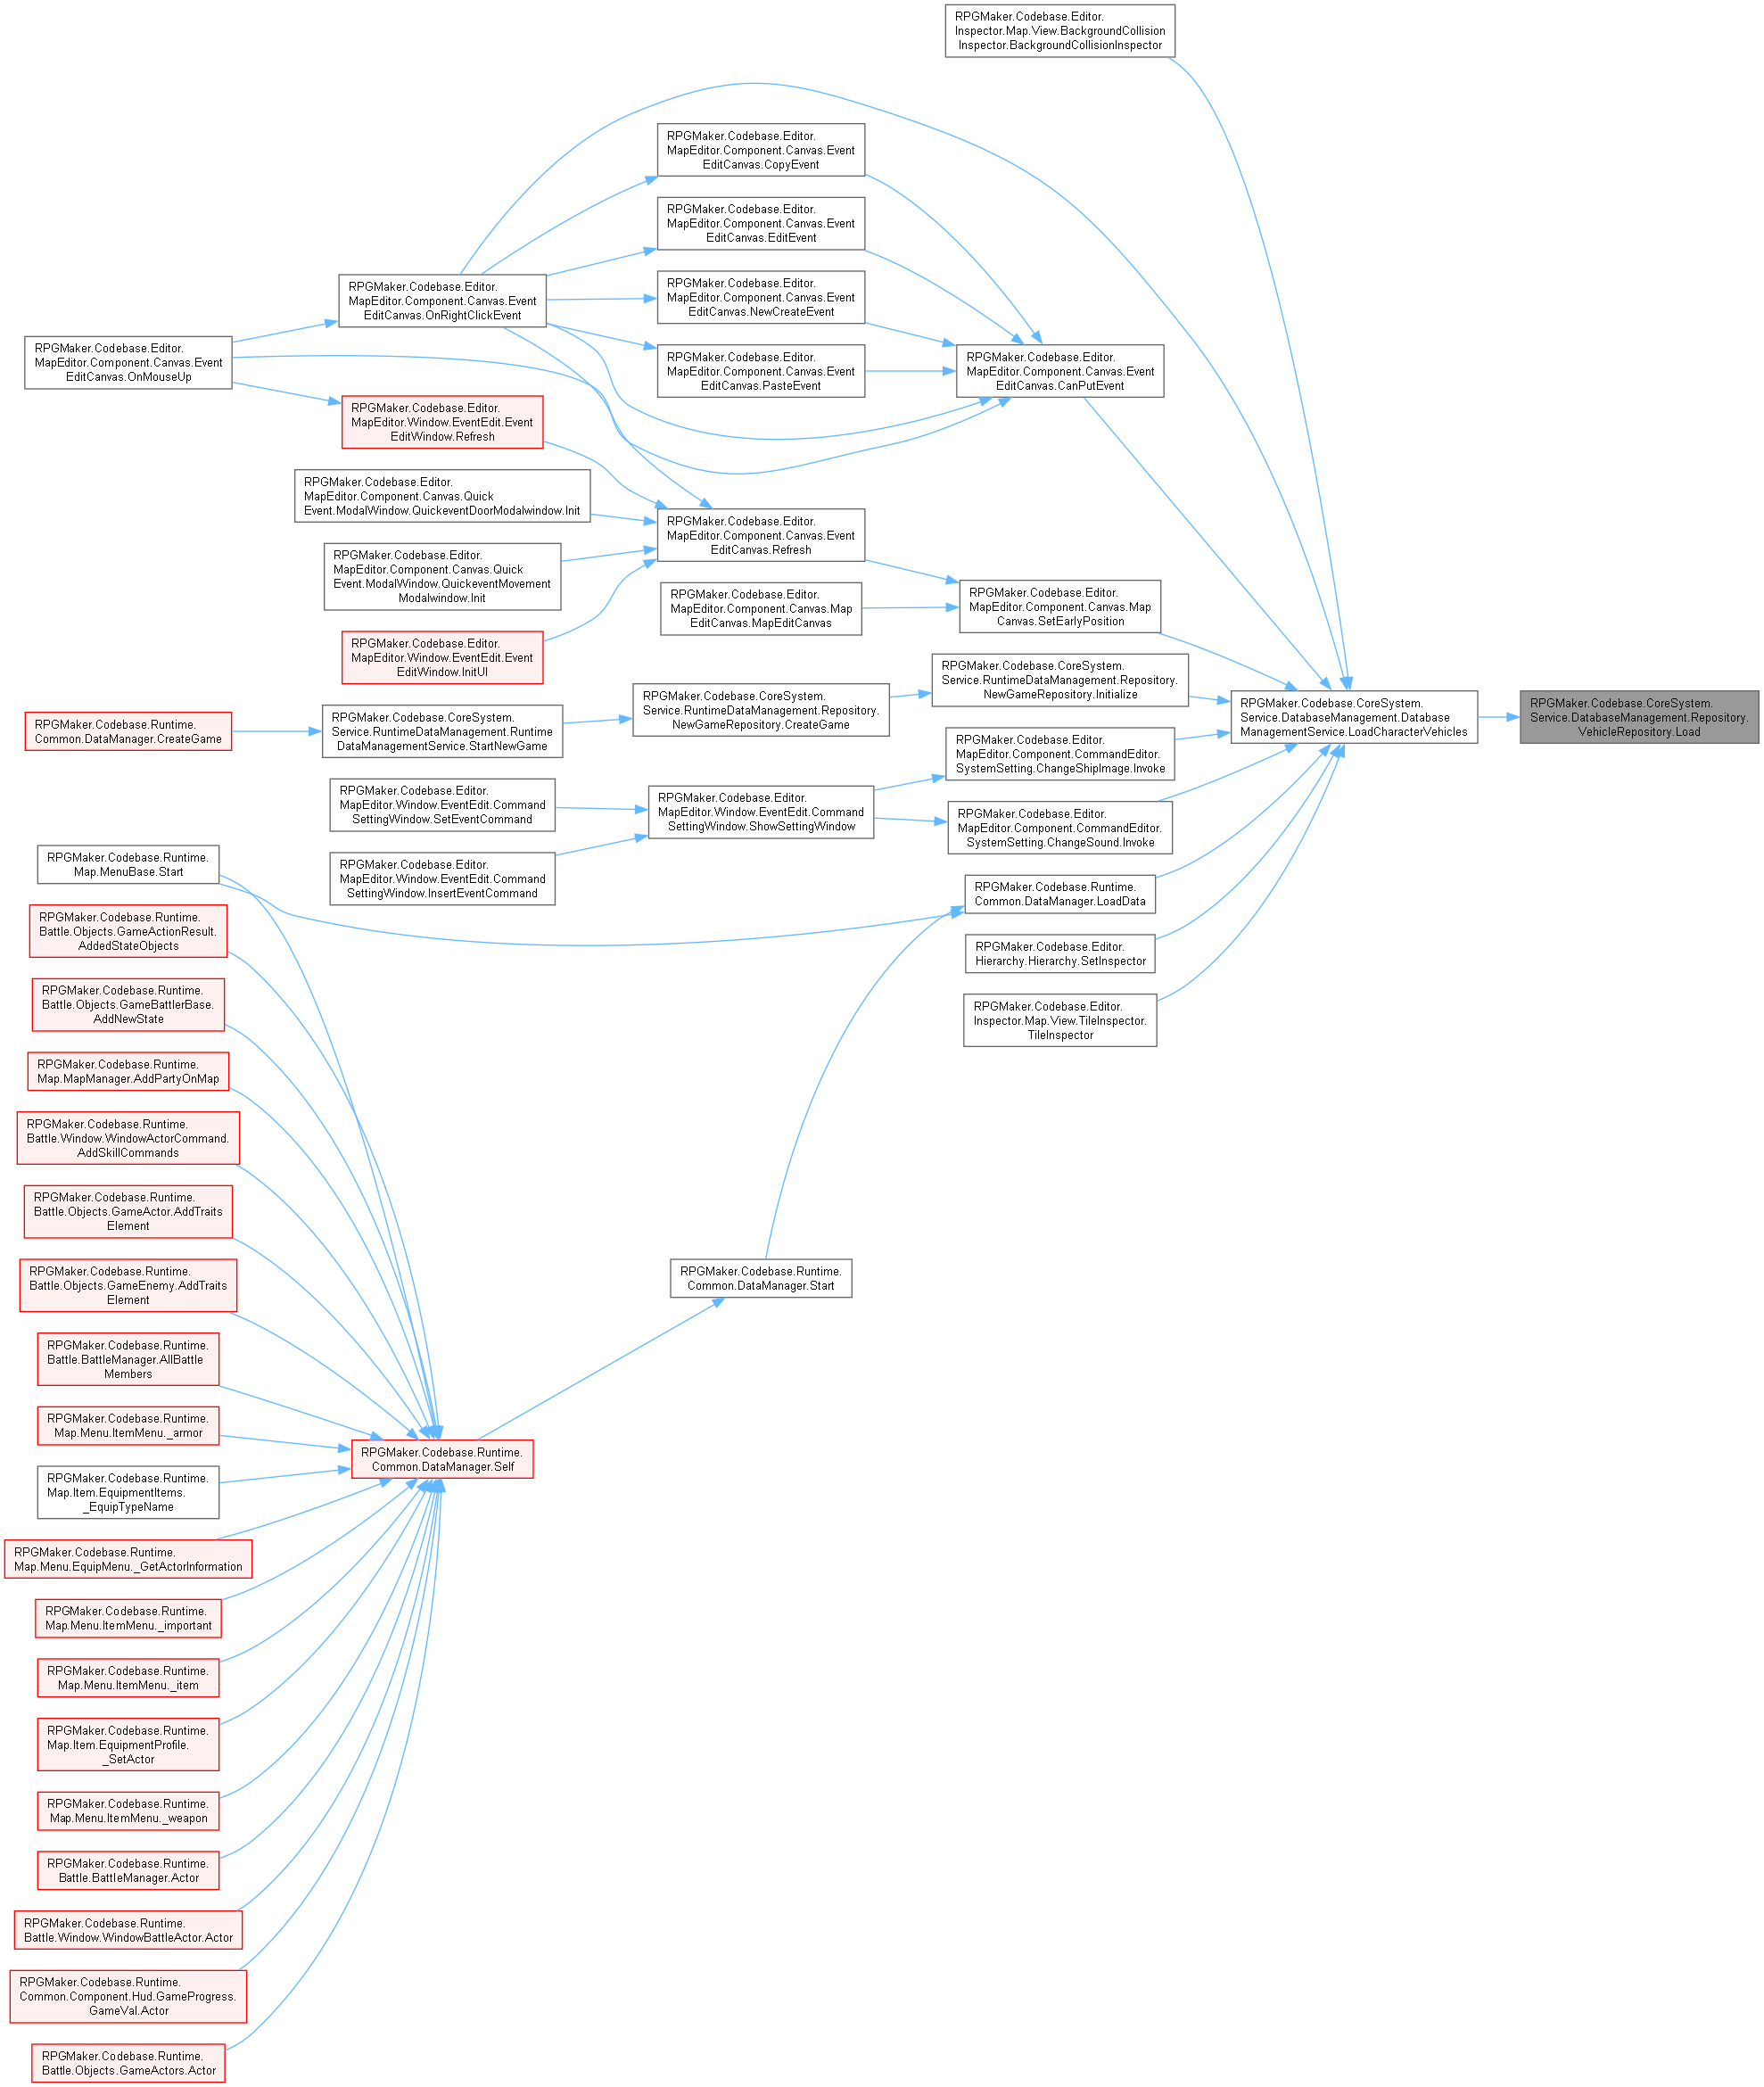 RPGMaker.Codebase.Editor.
Inspector.Map.View.BackgroundCollision
Inspector.BackgroundCollisionInspector
RPGMaker.Codebase.Editor.
MapEditor.Component.Canvas.Event
EditCanvas.CopyEvent
RPGMaker.Codebase.Editor.
MapEditor.Component.Canvas.Event
EditCanvas.EditEvent
RPGMaker.Codebase.Editor.
MapEditor.Component.Canvas.Event
EditCanvas.OnRightClickEvent
RPGMaker.Codebase.Editor.
MapEditor.Component.Canvas.Event
EditCanvas.NewCreateEvent
RPGMaker.Codebase.Editor.
MapEditor.Component.Canvas.Event
EditCanvas.OnMouseUp
RPGMaker.Codebase.Editor.
MapEditor.Component.Canvas.Event
EditCanvas.PasteEvent
RPGMaker.Codebase.Editor.
MapEditor.Component.Canvas.Event
EditCanvas.CanPutEvent
RPGMaker.Codebase.Editor.
MapEditor.Window.EventEdit.Event
EditWindow.Refresh
RPGMaker.Codebase.Editor.
MapEditor.Component.Canvas.Quick
Event.ModalWindow.QuickeventDoorModalwindow.Init
RPGMaker.Codebase.Editor.
MapEditor.Component.Canvas.Event
EditCanvas.Refresh
RPGMaker.Codebase.Editor.
MapEditor.Component.Canvas.Quick
Event.ModalWindow.QuickeventMovement
Modalwindow.Init
RPGMaker.Codebase.Editor.
MapEditor.Component.Canvas.Map
EditCanvas.MapEditCanvas
RPGMaker.Codebase.Editor.
MapEditor.Component.Canvas.Map
Canvas.SetEarlyPosition
RPGMaker.Codebase.Editor.
MapEditor.Window.EventEdit.Event
EditWindow.InitUI
RPGMaker.Codebase.CoreSystem.
Service.RuntimeDataManagement.Repository.
NewGameRepository.Initialize
RPGMaker.Codebase.Runtime.
Common.DataManager.CreateGame
RPGMaker.Codebase.CoreSystem.
Service.RuntimeDataManagement.Runtime
DataManagementService.StartNewGame
RPGMaker.Codebase.CoreSystem.
Service.RuntimeDataManagement.Repository.
NewGameRepository.CreateGame
RPGMaker.Codebase.CoreSystem.
Service.DatabaseManagement.Database
ManagementService.LoadCharacterVehicles
RPGMaker.Codebase.CoreSystem.
Service.DatabaseManagement.Repository.
VehicleRepository.Load
RPGMaker.Codebase.Editor.
MapEditor.Component.CommandEditor.
SystemSetting.ChangeShipImage.Invoke
RPGMaker.Codebase.Editor.
MapEditor.Window.EventEdit.Command
SettingWindow.SetEventCommand
RPGMaker.Codebase.Editor.
MapEditor.Window.EventEdit.Command
SettingWindow.ShowSettingWindow
RPGMaker.Codebase.Editor.
MapEditor.Component.CommandEditor.
SystemSetting.ChangeSound.Invoke
RPGMaker.Codebase.Runtime.
Map.MenuBase.Start
RPGMaker.Codebase.Editor.
MapEditor.Window.EventEdit.Command
SettingWindow.InsertEventCommand
RPGMaker.Codebase.Runtime.
Common.DataManager.LoadData
RPGMaker.Codebase.Runtime.
Battle.Objects.GameActionResult.
AddedStateObjects
RPGMaker.Codebase.Editor.
Hierarchy.Hierarchy.SetInspector
RPGMaker.Codebase.Runtime.
Battle.Objects.GameBattlerBase.
AddNewState
RPGMaker.Codebase.Editor.
Inspector.Map.View.TileInspector.
TileInspector
RPGMaker.Codebase.Runtime.
Map.MapManager.AddPartyOnMap
RPGMaker.Codebase.Runtime.
Battle.Window.WindowActorCommand.
AddSkillCommands
RPGMaker.Codebase.Runtime.
Battle.Objects.GameActor.AddTraits
Element
RPGMaker.Codebase.Runtime.
Battle.Objects.GameEnemy.AddTraits
Element
RPGMaker.Codebase.Runtime.
Common.DataManager.Start
RPGMaker.Codebase.Runtime.
Battle.BattleManager.AllBattle
Members
RPGMaker.Codebase.Runtime.
Map.Menu.ItemMenu._armor
RPGMaker.Codebase.Runtime.
Common.DataManager.Self
RPGMaker.Codebase.Runtime.
Map.Item.EquipmentItems.
_EquipTypeName
RPGMaker.Codebase.Runtime.
Map.Menu.EquipMenu._GetActorInformation
RPGMaker.Codebase.Runtime.
Map.Menu.ItemMenu._important
RPGMaker.Codebase.Runtime.
Map.Menu.ItemMenu._item
RPGMaker.Codebase.Runtime.
Map.Item.EquipmentProfile.
_SetActor
RPGMaker.Codebase.Runtime.
Map.Menu.ItemMenu._weapon
RPGMaker.Codebase.Runtime.
Battle.BattleManager.Actor
RPGMaker.Codebase.Runtime.
Battle.Window.WindowBattleActor.Actor
RPGMaker.Codebase.Runtime.
Common.Component.Hud.GameProgress.
GameVal.Actor
RPGMaker.Codebase.Runtime.
Battle.Objects.GameActors.Actor